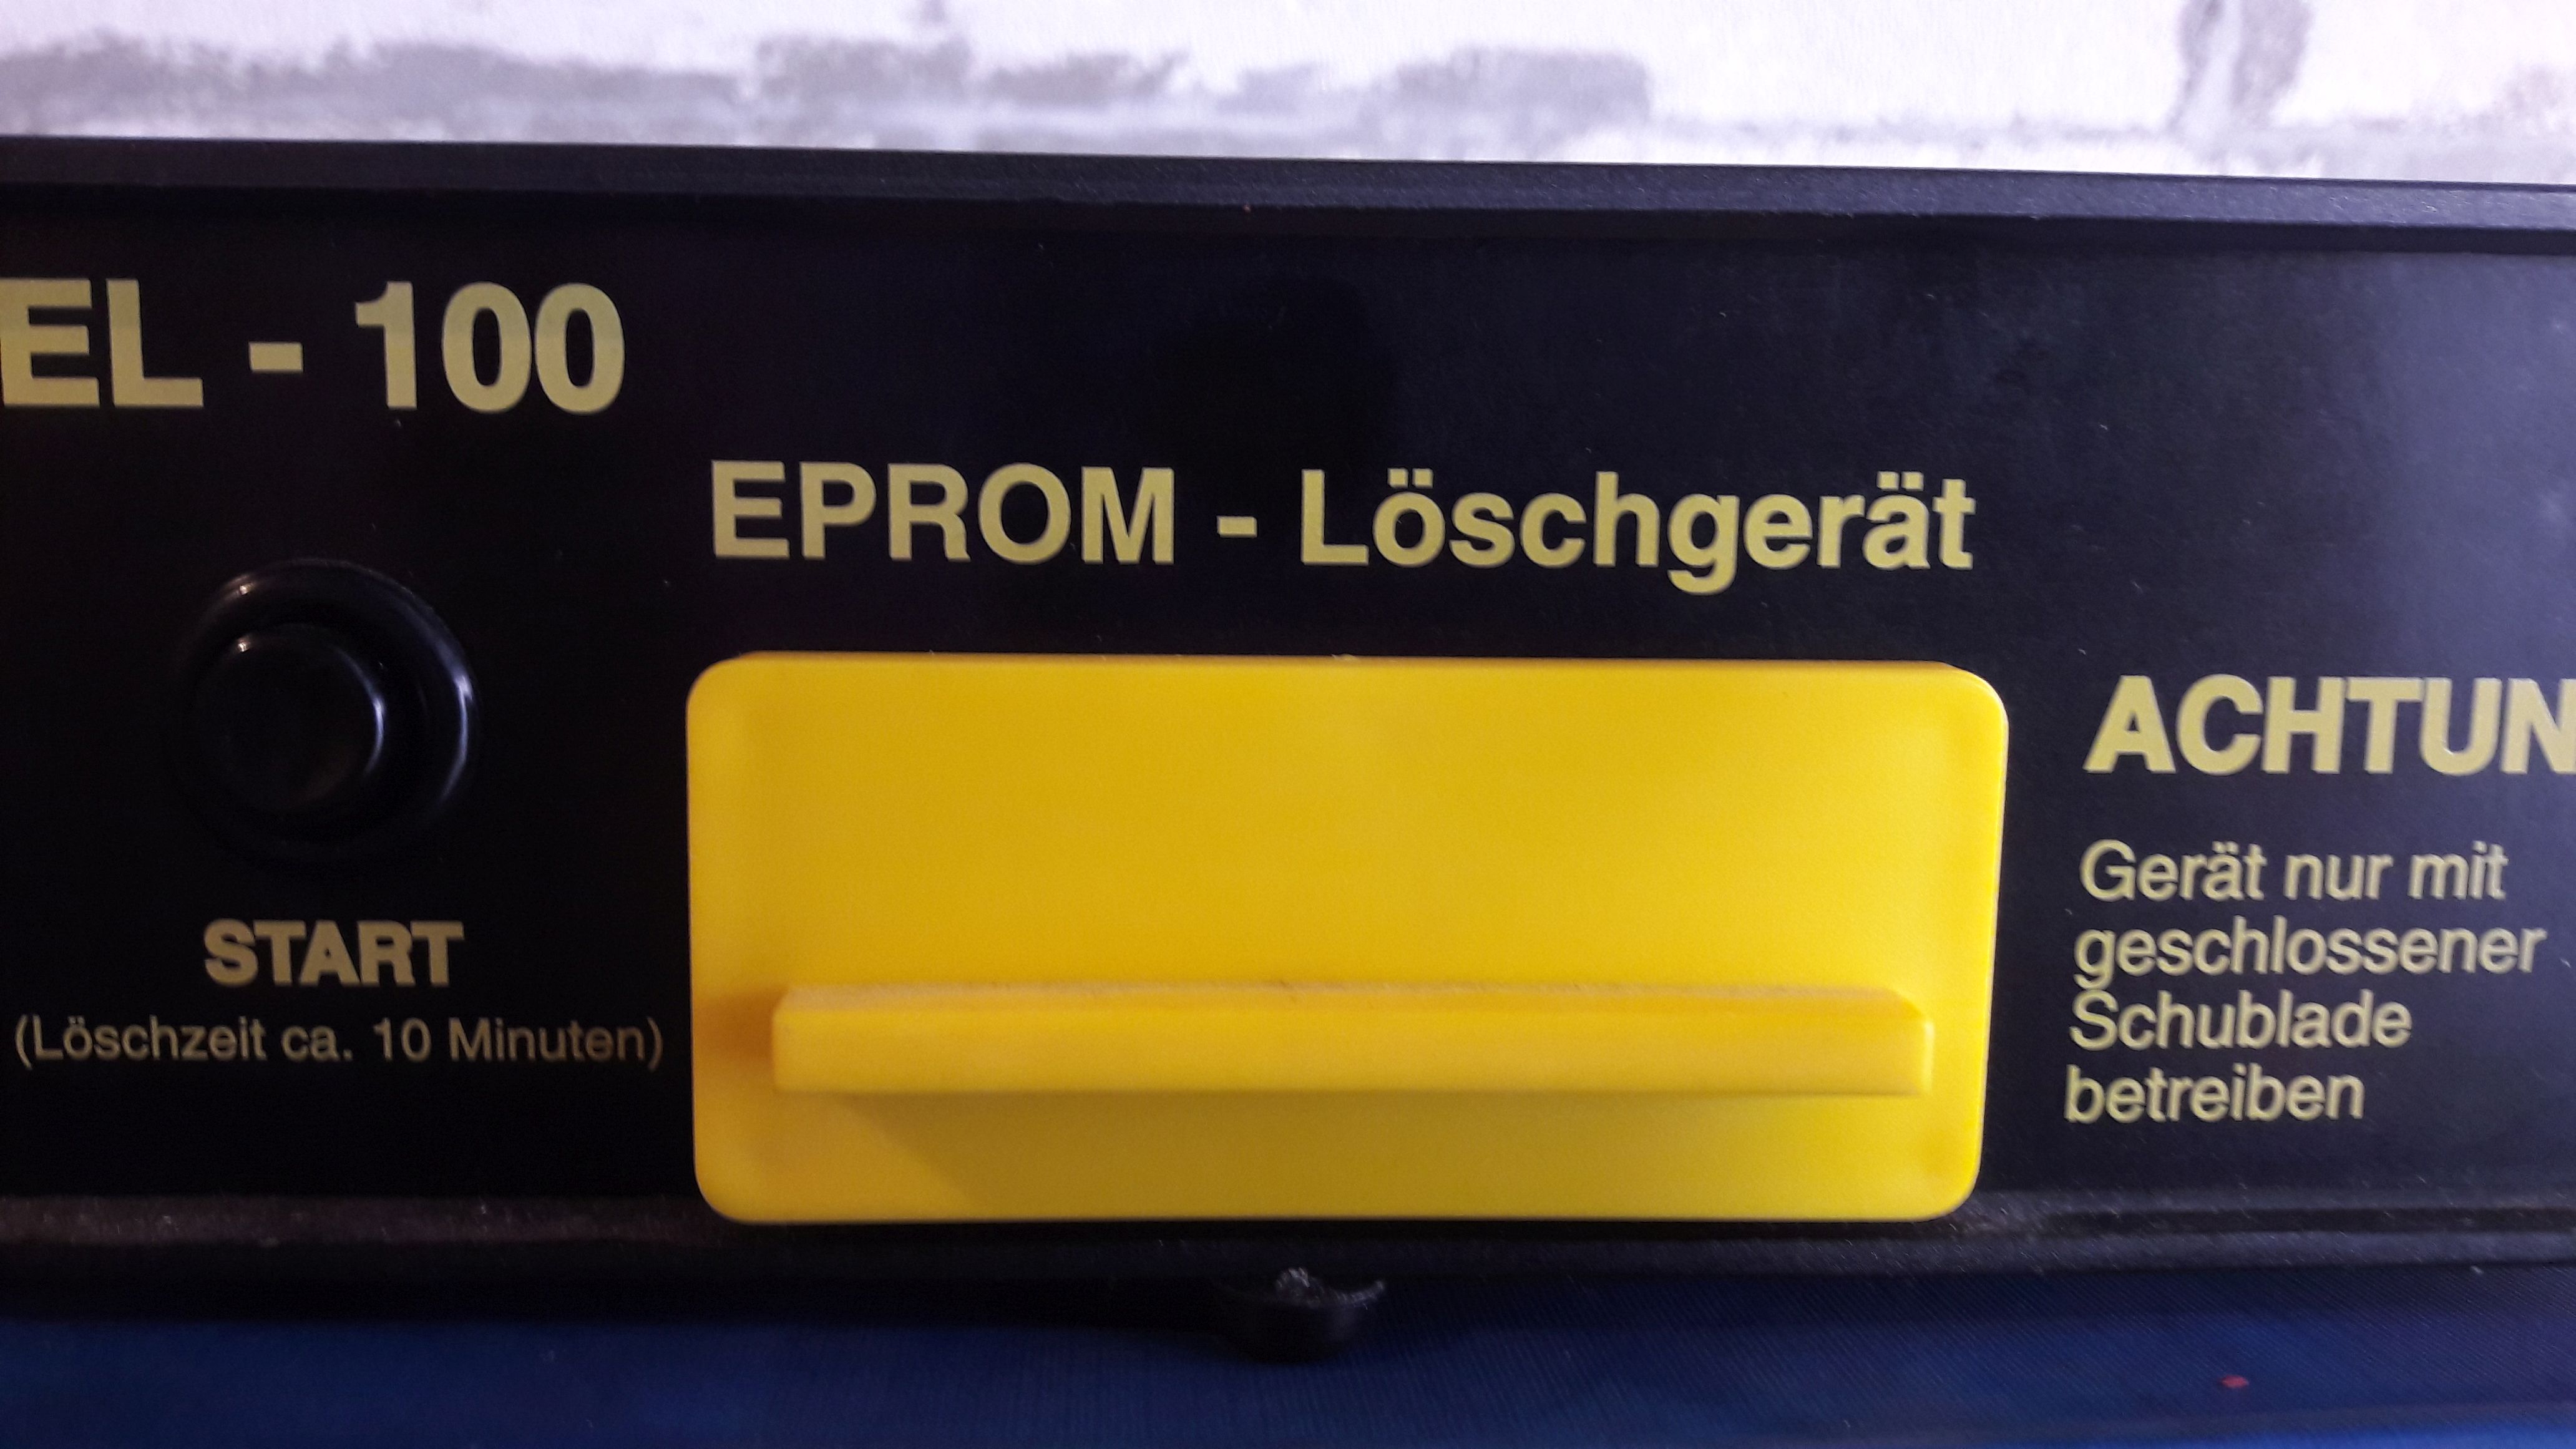 EL - 100
EPROM - Löschgerät
START
(Löschzeit ca. 10 Minuten)
ACHTUN
Gerät nur mit
geschlossener
Schublade
betreiben